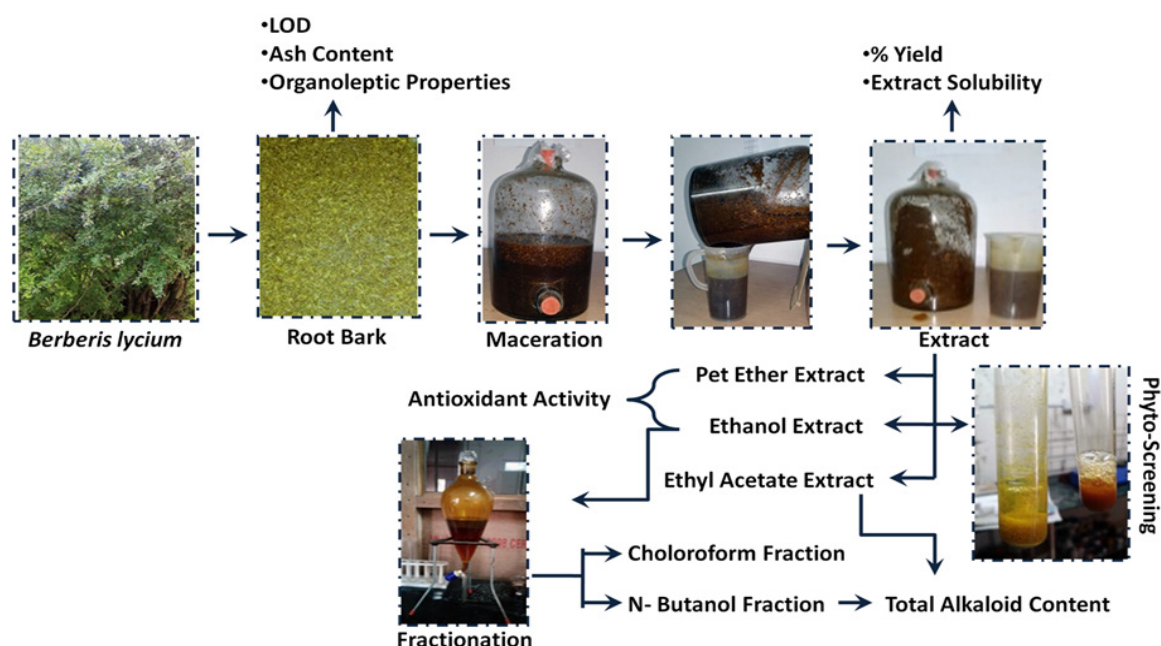 •LOD
•Ash Content
•Organoleptic Properties
•% Yield
•Extract Solubility
Berberis lycium
Root Bark
Maceration
Extract
Pet Ether Extract
Antioxidant Activity
Ethanol Extract
Ethyl Acetate Extract
Phyto-Screening
Choloroform Fraction
N- Butanol Fraction
Total Alkaloid Content
Fractionation